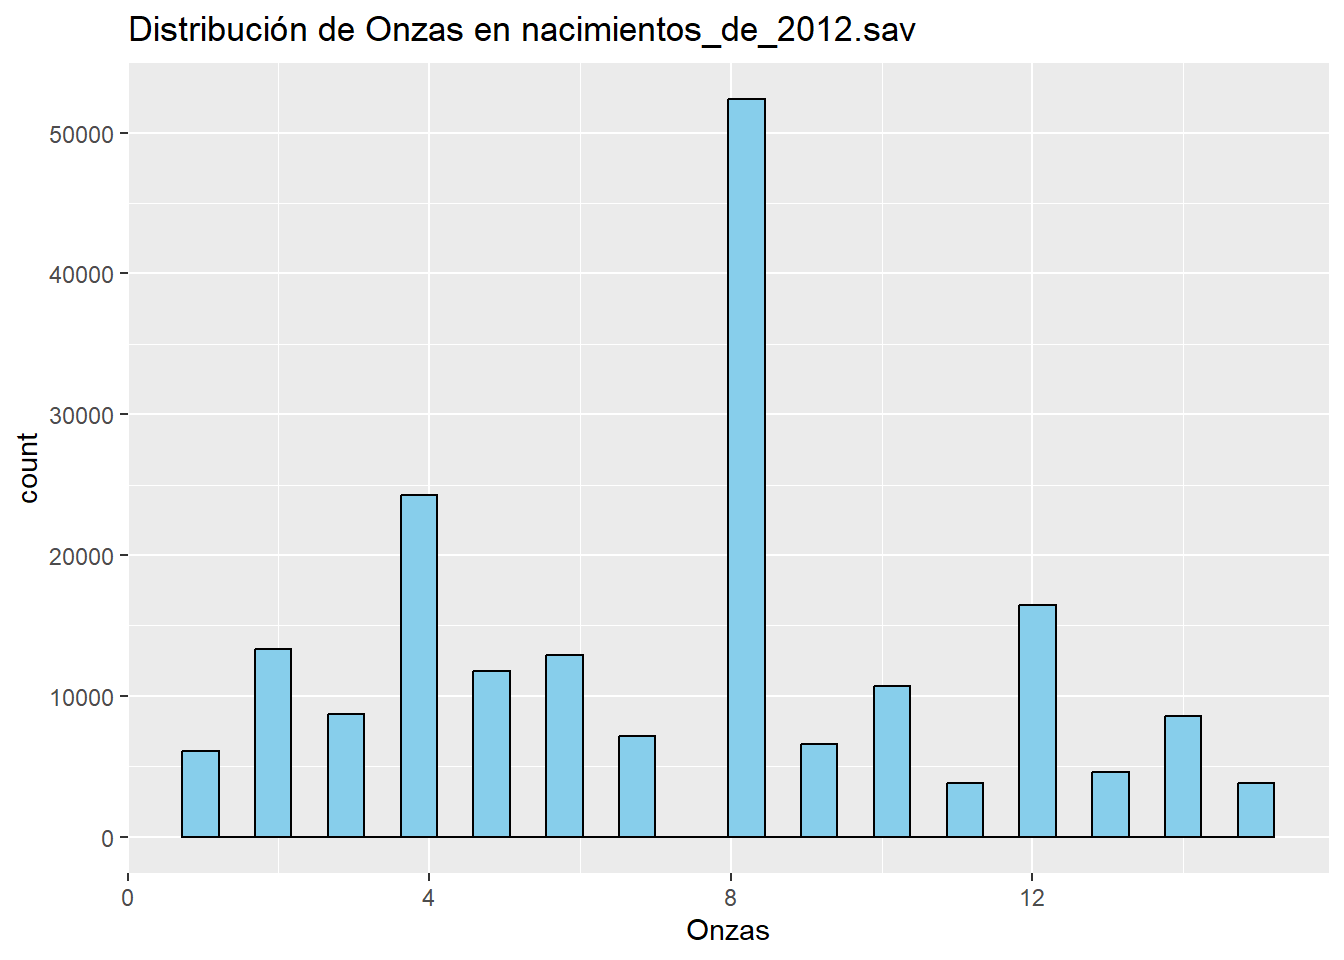 Distribución de Onzas en nacimientos_de_2012.sav
50000
40000
30000
20000
10000
0
count
0 4 8 12
Onzas